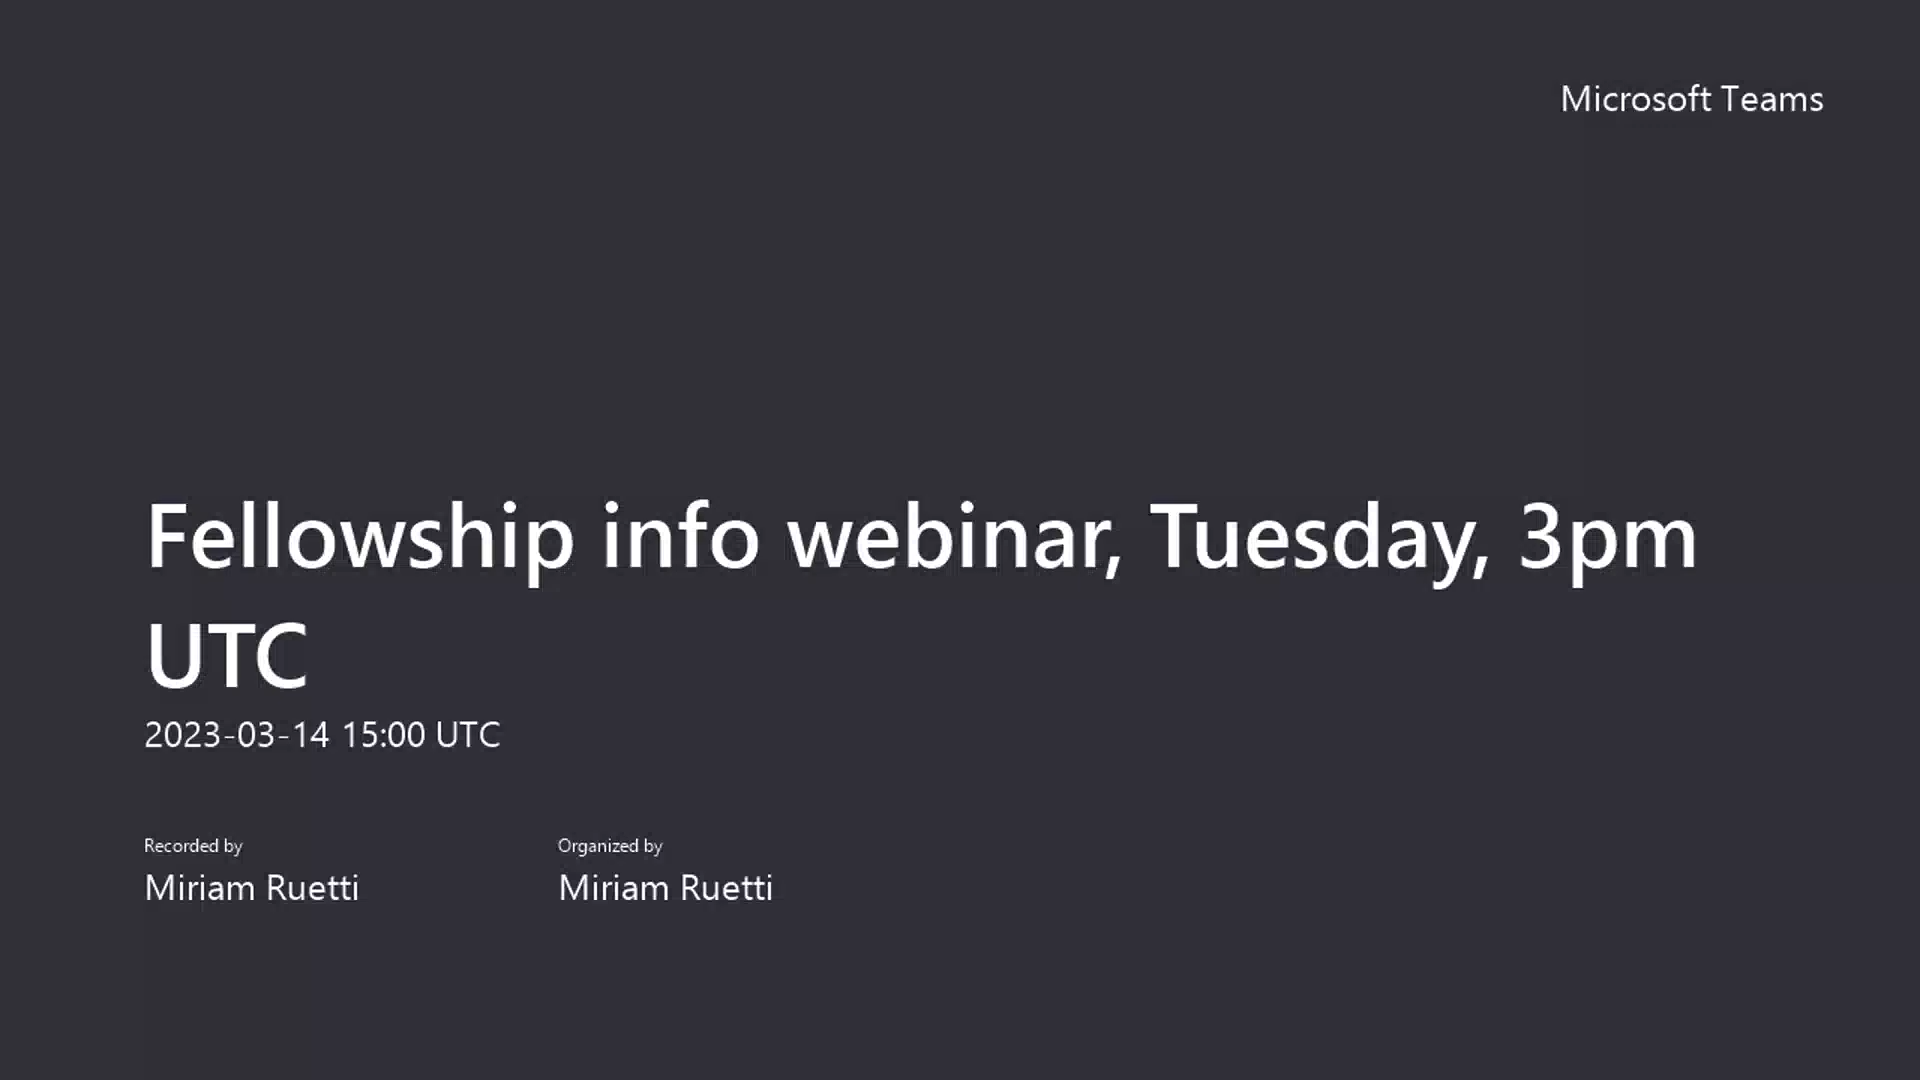 Microsoft Teams
Fellowship info webinar, Tuesday, 3pm
UTC
2023-03-14 15:00 UTC
Recorded by
Miriam Ruetti
Organized by
Miriam Ruetti